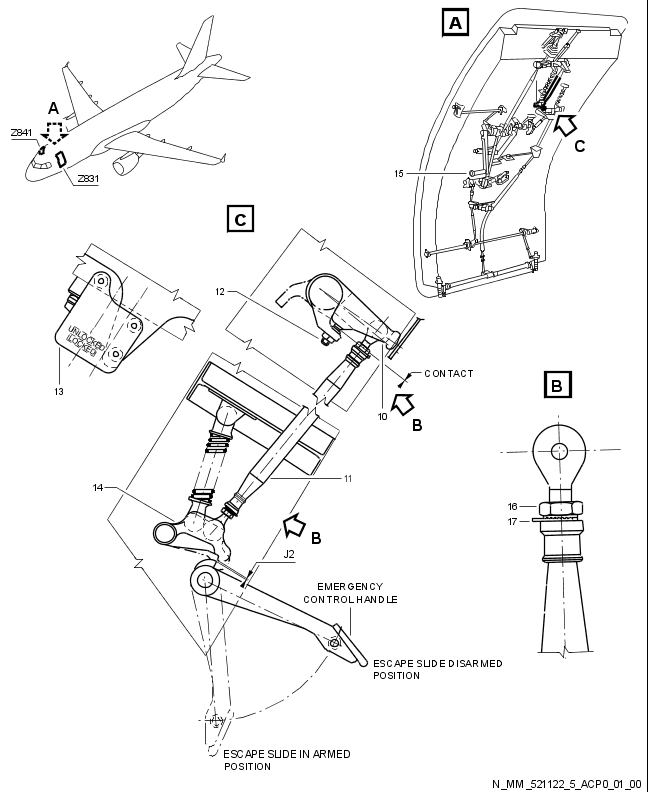 A
A
Z841
Z831
C
15
C
12
UNLOCKED
LOCKED
13
CONTACT
10
B
B
11
14
16
17
B
J2
EMERGENCY
CONTROL HANDLE
ESCAPE SLIDE DISARMED
POSITION
ESCAPE SLIDE IN ARMED
POSITION
N_MM_521122_5_ACP0_01_00